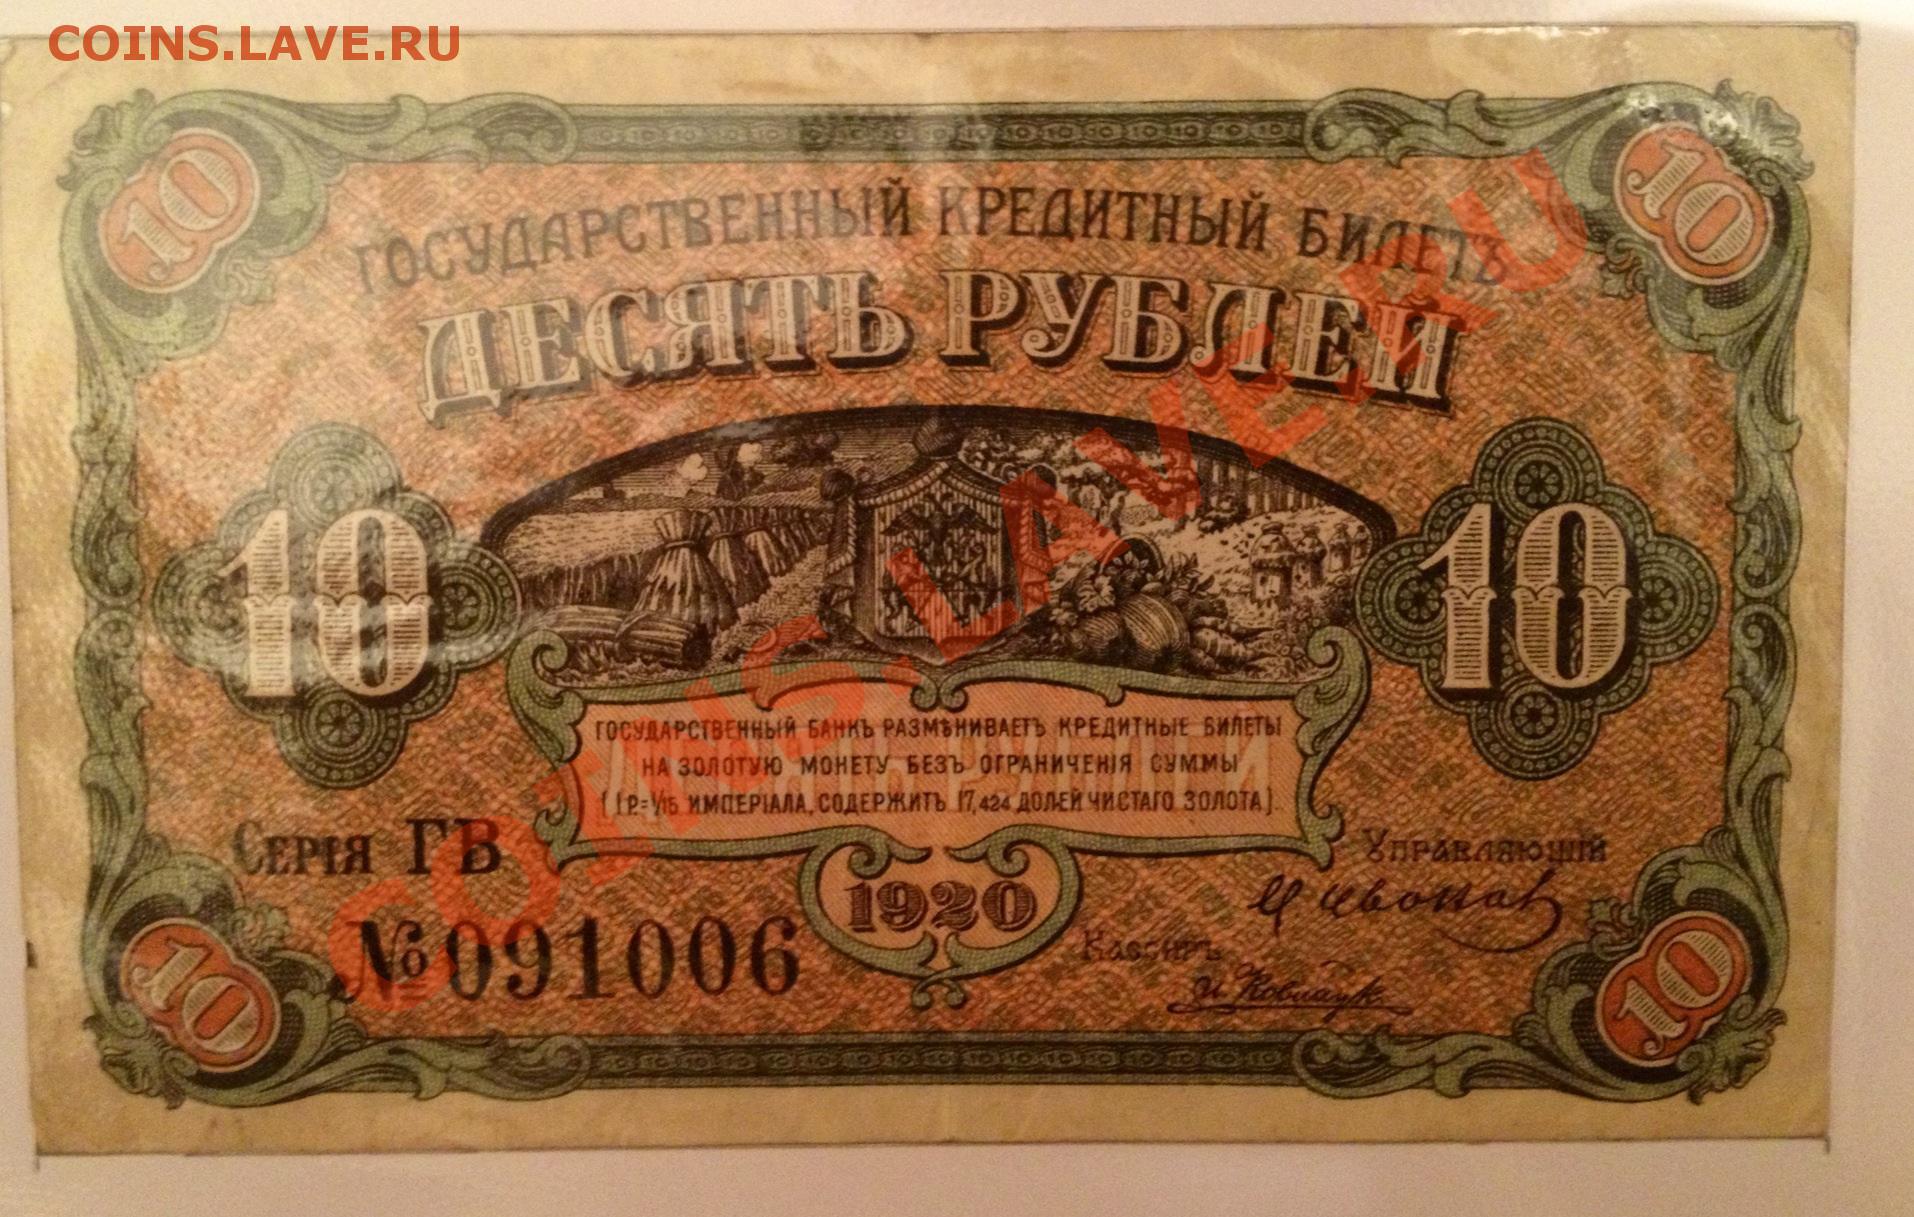 COINS.LAVE.RU
10 10
ГОСУДАРСТВЕННЫЙ КРЕДИТНЫЙ БИЛЕТЪ
ДЕСЯТЬ РУБЛЕЙ
10 10
ГОСУДАРСТВЕННЫЙ БАНКЪ РАЗМѢНИВАЕТЪ КРЕДИТНЫЕ БИЛЕТЫ
НА ЗОЛОТУЮ МОНЕТУ БЕЗЪ ОГРАНИЧЕНІЯ СУММЫ
(1 Р.= 1/15 ИМПЕРІАЛА, СОДЕРЖИТЪ 17,424 ДОЛЕЙ ЧИСТАГО ЗОЛОТА).
СЕРІЯ ГВ
УПРАВЛЯЮЩІЙ
1920
№ 091006
КАССИРЪ
10 10
COINS.LAVE.RU